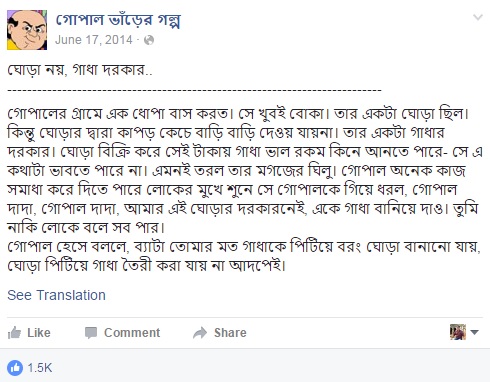 গোপাল ভাঁড়ের গল্প
June 17, 2014 ·
ঘোড়া নয়, গাধা দরকার..
--------------------------------------------------------------------
গোপালের গ্রামে এক ধোপা বাস করত। সে খুবই বোকা। তার একটা ঘোড়া ছিল।
কিন্তু ঘোড়ার দ্বারা কাপড় কেচে বাড়ি বাড়ি দেওয় যায়না। তার একটা গাধার
দরকার। ঘোড়া বিক্রি করে সেই টাকায় গাধা ভাল রকম কিনে আনতে পারে- সে এ
কথাটা ভাবতে পারে না। এমনই তরল তার মগজের ঘিলু। গোপাল অনেক কাজ
সমাধা করে দিতে পারে লোকের মুখে শুনে সে গোপালকে গিয়ে ধরল, গোপাল
দাদা, গোপাল দাদা, আমার এই ঘোড়ার দরকারনেই, একে গাধা বানিয়ে দাও। তুমি
নাকি লোকে বলে সব পার।
গোপাল হেসে বললে, ব্যাটা তোমার মত গাধাকে পিটিয়ে বরং ঘোড়া বানানো যায়,
ঘোড়া পিটিয়ে গাধা তৈরী করা যায় না আদপেই।
See Translation
Like Comment Share
1.5K